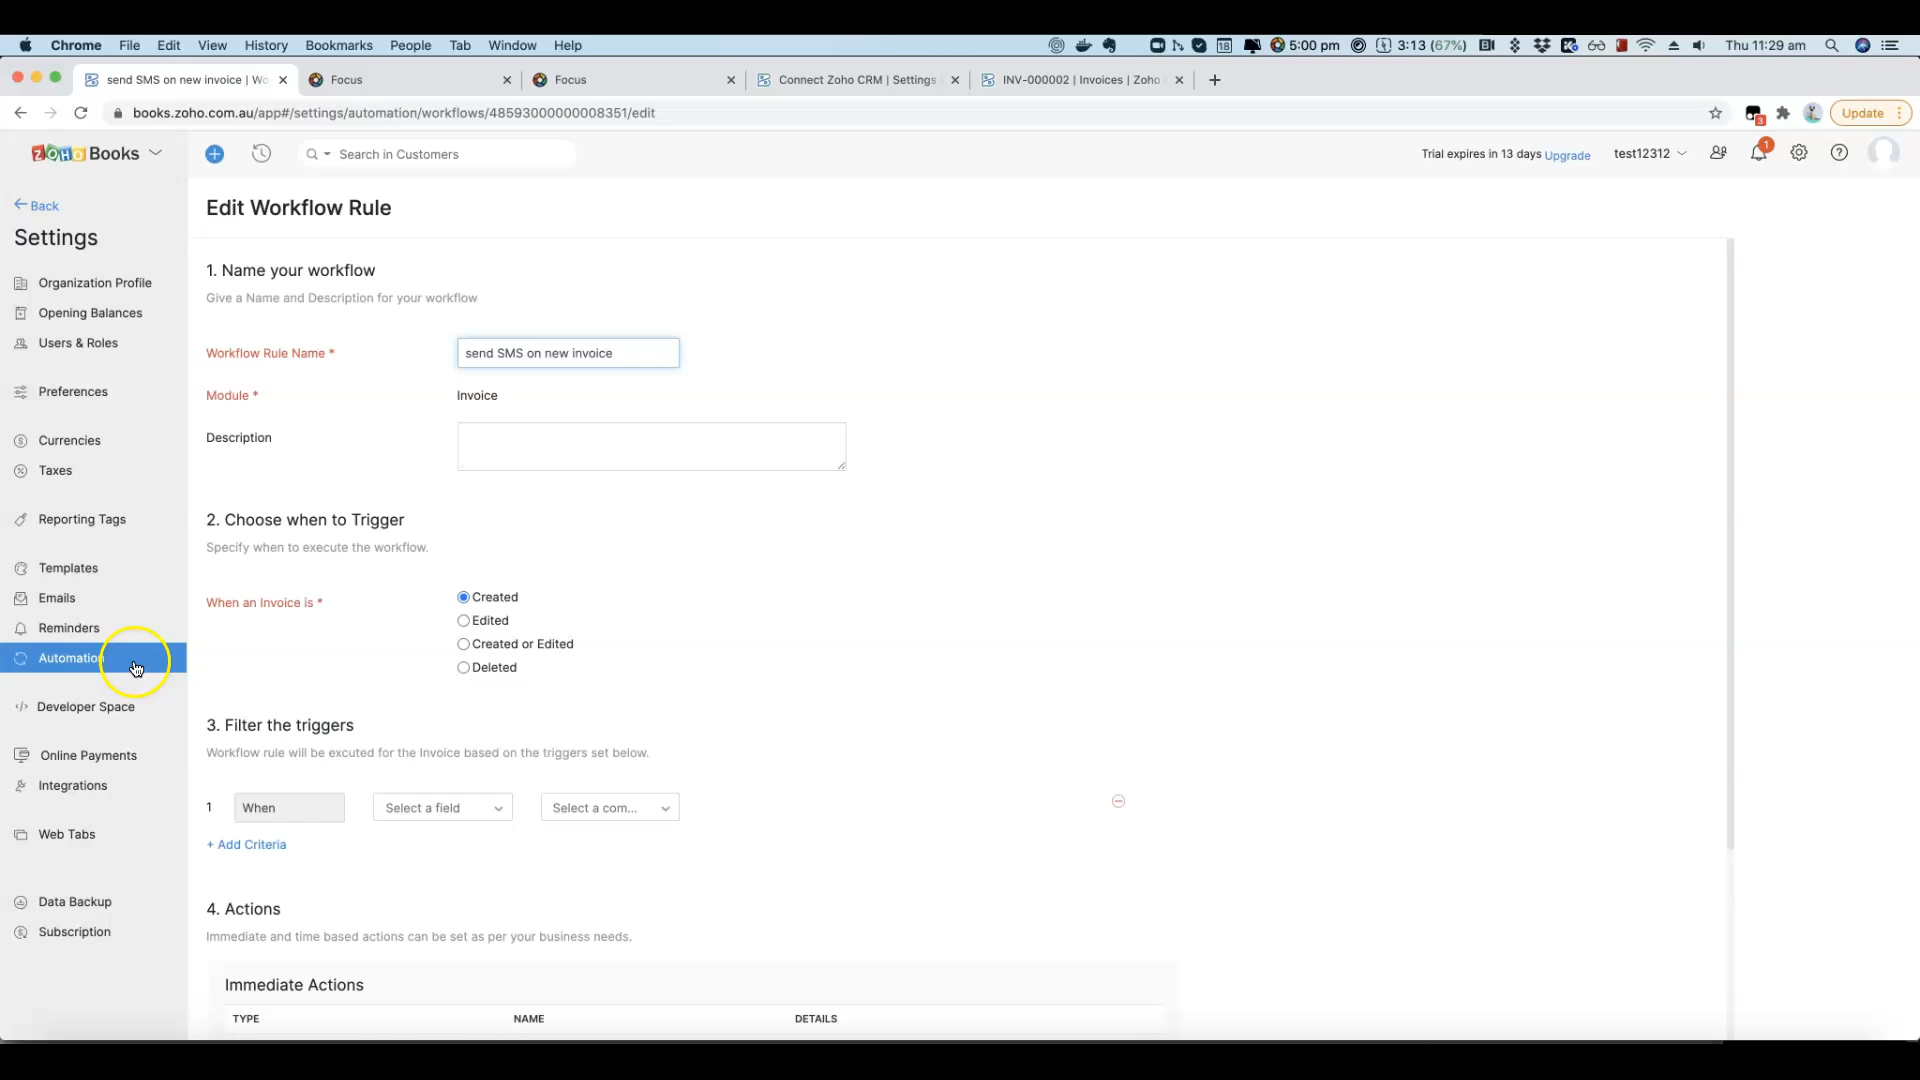 Chrome File Edit View History Bookmarks People Tab Window Help 18 5:00 pm 3:13 (67%) Thu 11:29 am
send SMS on new invoice | Wo Focus Focus Connect Zoho CRM | Settings INV-000002 | Invoices | Zoho
books.zoho.com.au/app#/settings/automation/workflows/48593000000008351/edit 3 Update
ZOHO Books Search in Customers Trial expires in 13 days Upgrade test12312 1
Back
Settings
Organization Profile
Opening Balances
Users & Roles
Preferences
Currencies
Taxes
Reporting Tags
Templates
Emails
Reminders
Automation
Developer Space
Online Payments
Integrations
Web Tabs
Data Backup
Subscription
Edit Workflow Rule
1. Name your workflow
Give a Name and Description for your workflow
Workflow Rule Name * send SMS on new invoice
Module * Invoice
Description
2. Choose when to Trigger
Specify when to execute the workflow.
When an Invoice is * Created
Edited
Created or Edited
Deleted
3. Filter the triggers
Workflow rule will be excuted for the Invoice based on the triggers set below.
1 When Select a field Select a com...
+ Add Criteria
4. Actions
Immediate and time based actions can be set as per your business needs.
Immediate Actions
TYPE NAME DETAILS